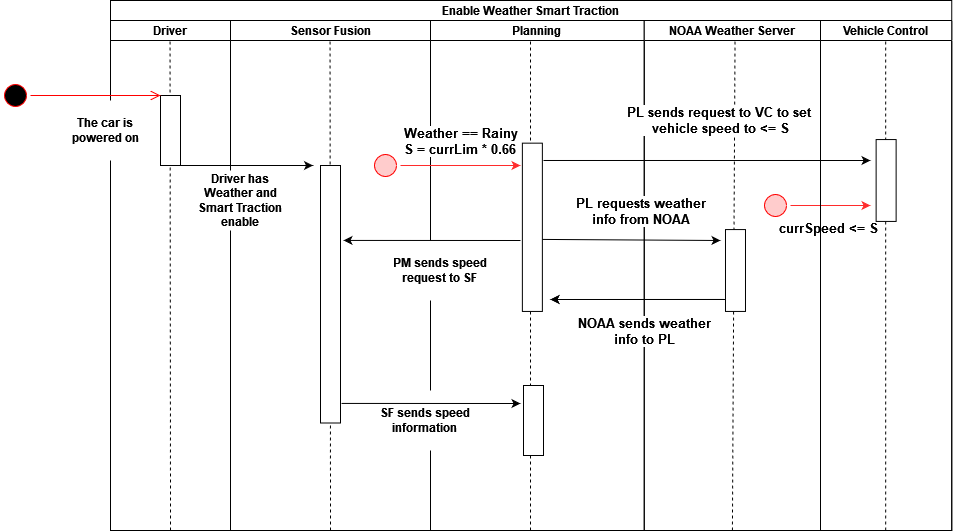 Enable Weather Smart Traction
Driver
Sensor Fusion
Planning
NOAA Weather Server
Vehicle Control
The car is
powered on
Driver has
Weather and
Smart Traction
enable
Weather == Rainy
S = currLim * 0.66
PL sends request to VC to set
vehicle speed to <= S
PL requests weather
info from NOAA
currSpeed <= S
PM sends speed
request to SF
NOAA sends weather
info to PL
SF sends speed
information